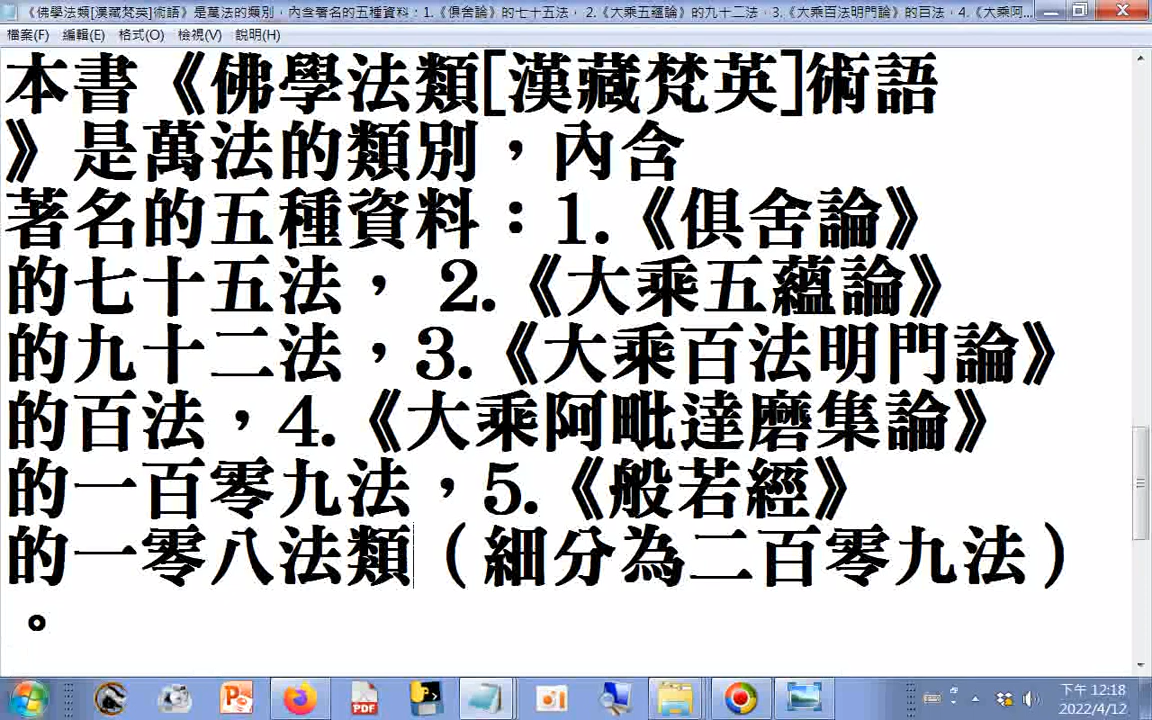 《佛學法類[漢藏梵英]術語》是萬法的類別，內含著名的五種資料：1.《俱舍論》的七十五法， 2.《大乘五蘊論》的九十二法，3.《大乘百法明門論》的百法，4.《大乘阿...
檔案(F) 編輯(E) 格式(O) 檢視(V) 說明(H)
本書《佛學法類[漢藏梵英]術語
》是萬法的類別，內含
著名的五種資料：1.《俱舍論》
的七十五法， 2.《大乘五蘊論》
的九十二法，3.《大乘百法明門論》
的百法，4.《大乘阿毗達磨集論》
的一百零九法，5.《般若經》
的一零八法類（細分為二百零九法）
。
PDF
下午 12:18
2022/4/12